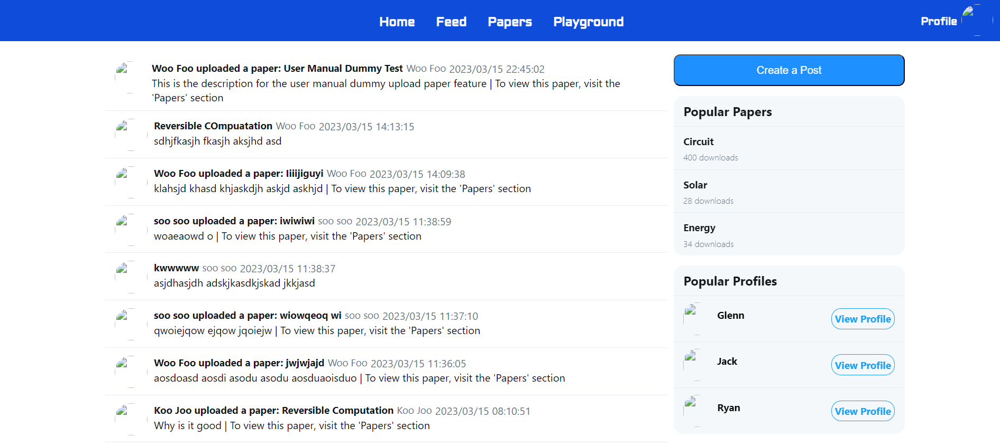 Home Feed Papers Playground Profile
Woo Foo uploaded a paper: User Manual Dummy Test Woo Foo 2023/03/15 22:45:02
This is the description for the user manual dummy upload paper feature | To view this paper, visit the
'Papers' section
Reversible COmpuatation Woo Foo 2023/03/15 14:13:15
sdhjfkasjh fkasjh aksjhd asd
Woo Foo uploaded a paper: Iiiijiguyi Woo Foo 2023/03/15 14:09:38
klahsjd khasd khjaskdjh askjd askhjd | To view this paper, visit the 'Papers' section
soo soo uploaded a paper: iwiwiwi soo soo 2023/03/15 11:38:59
woaeaowd o | To view this paper, visit the 'Papers' section
kwwwww soo soo 2023/03/15 11:38:37
asjdhasjdh adskjkasdkjskad jkkjasd
soo soo uploaded a paper: wiowqeoq wi soo soo 2023/03/15 11:37:10
qwoiejqow ejqow jqoiejw | To view this paper, visit the 'Papers' section
Woo Foo uploaded a paper: jwjwjajd Woo Foo 2023/03/15 11:36:05
aosdoasd aosdi asodu asodu aosduaoisduo | To view this paper, visit the 'Papers' section
Koo Joo uploaded a paper: Reversible Computation Koo Joo 2023/03/15 08:10:51
Why is it good | To view this paper, visit the 'Papers' section
Create a Post
Popular Papers
Circuit
400 downloads
Solar
28 downloads
Energy
34 downloads
Popular Profiles
Glenn View Profile
Jack View Profile
Ryan View Profile